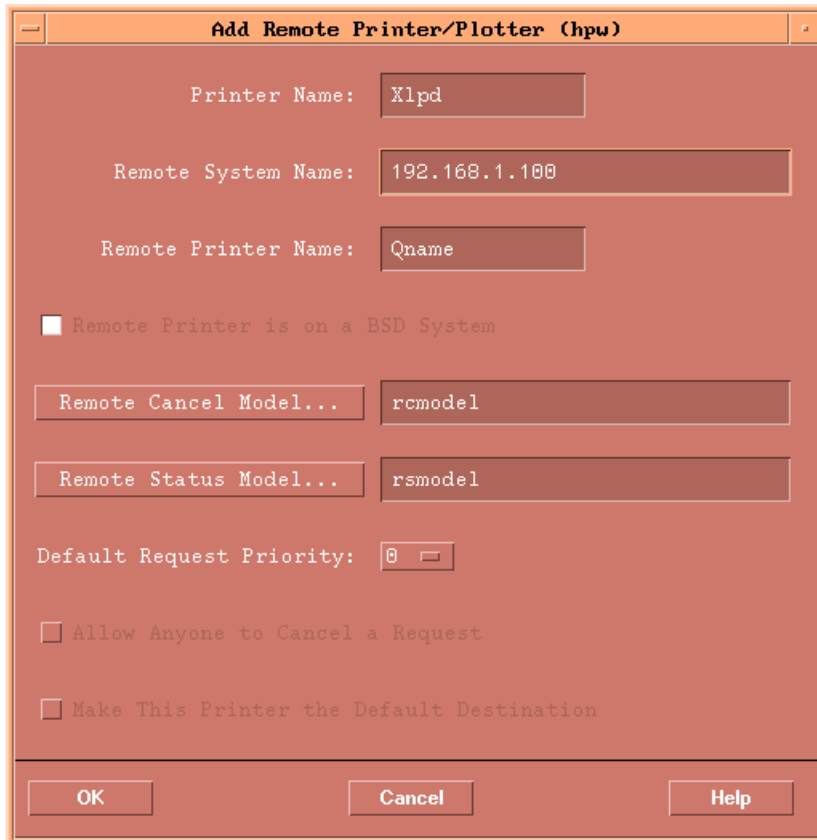 Add Remote Printer/Plotter (hpw)
Printer Name: Xlpd
Remote System Name: 192.168.1.100
Remote Printer Name: Qname
Remote Printer is on a BSD System
Remote Cancel Model... rcmodel
Remote Status Model... rsmodel
Default Request Priority: 0
Allow Anyone to Cancel a Request
Make This Printer the Default Destination
OK Cancel Help